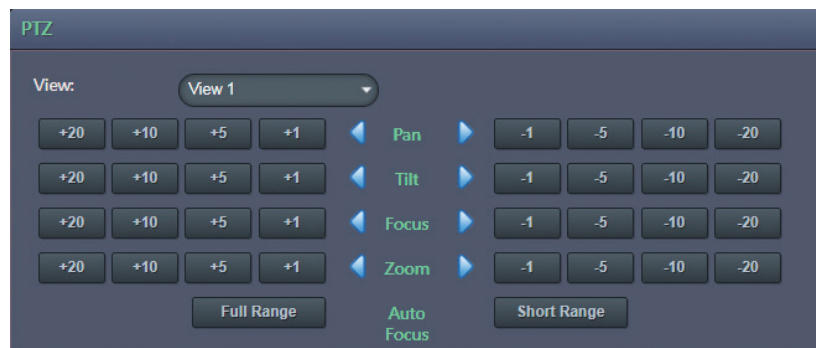 PTZ
View: View 1
+20 +10 +5 +1 Pan -1 -5 -10 -20
+20 +10 +5 +1 Tilt -1 -5 -10 -20
+20 +10 +5 +1 Focus -1 -5 -10 -20
+20 +10 +5 +1 Zoom -1 -5 -10 -20
Full Range Auto Short Range
Focus